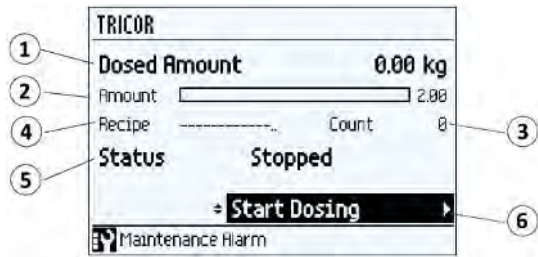 TRICOR
1 Dosed Amount 0.00 kg
2 Amount 2.00
4 Recipe ------------.. Count 0 3
5 Status Stopped
Start Dosing 6
Maintenance Alarm